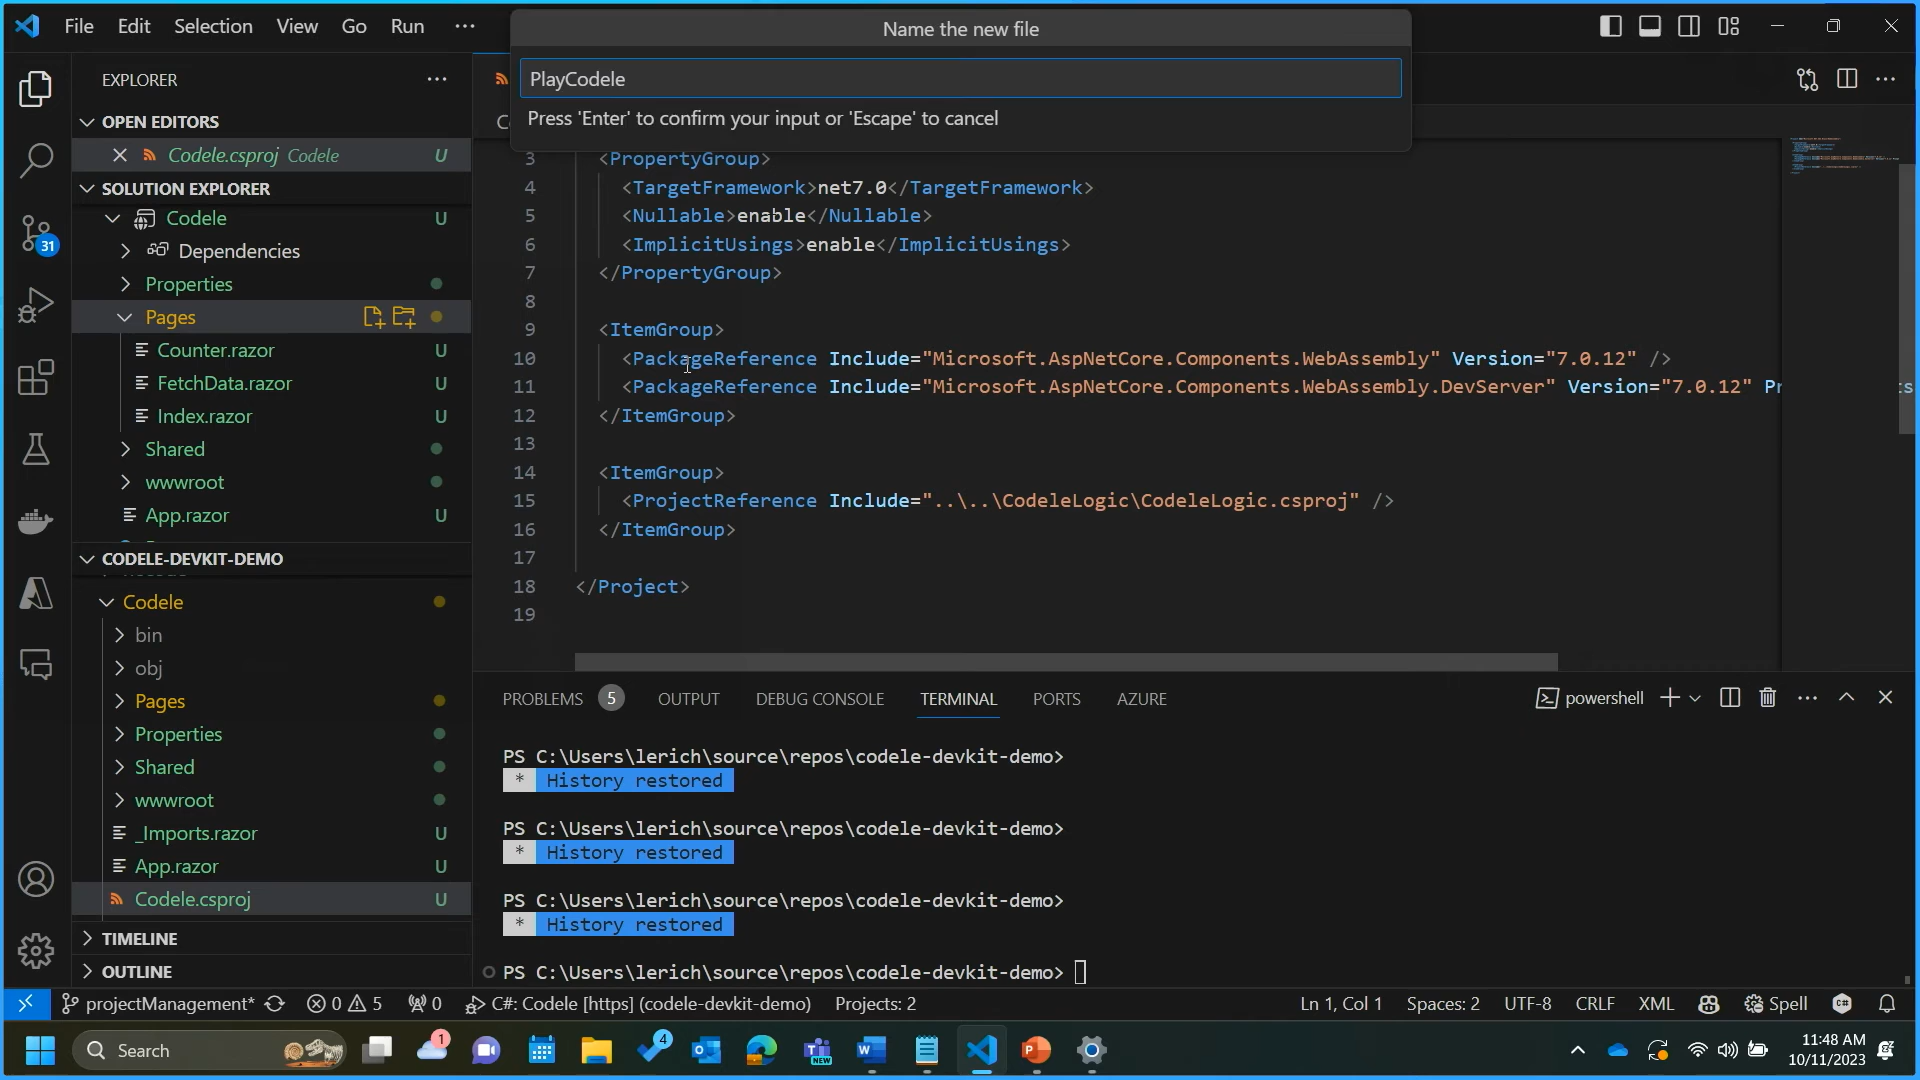 File Edit Selection View Go Run ···
Name the new file
PlayCodele
Press 'Enter' to confirm your input or 'Escape' to cancel
EXPLORER
OPEN EDITORS
Codele.csproj Codele U
SOLUTION EXPLORER
Codele U
Dependencies
Properties
Pages
Counter.razor U
FetchData.razor U
Index.razor U
Shared
wwwroot
App.razor U
CODELE-DEVKIT-DEMO
Codele
bin
obj
Pages
Properties
Shared
wwwroot
_Imports.razor U
App.razor U
Codele.csproj U
TIMELINE
OUTLINE
31
3 <PropertyGroup>
4 <TargetFramework>net7.0</TargetFramework>
5 <Nullable>enable</Nullable>
6 <ImplicitUsings>enable</ImplicitUsings>
7 </PropertyGroup>
8
9 <ItemGroup>
10 <PackageReference Include="Microsoft.AspNetCore.Components.WebAssembly" Version="7.0.12" />
11 <PackageReference Include="Microsoft.AspNetCore.Components.WebAssembly.DevServer" Version="7.0.12" Pr
12 </ItemGroup>
13
14 <ItemGroup>
15 <ProjectReference Include="..\..\CodeleLogic\CodeleLogic.csproj" />
16 </ItemGroup>
17
18 </Project>
19
PROBLEMS 5 OUTPUT DEBUG CONSOLE TERMINAL PORTS AZURE
powershell
PS C:\Users\lerich\source\repos\codele-devkit-demo>
* History restored
PS C:\Users\lerich\source\repos\codele-devkit-demo>
* History restored
PS C:\Users\lerich\source\repos\codele-devkit-demo>
* History restored
PS C:\Users\lerich\source\repos\codele-devkit-demo>
projectManagement* 0 5 0 C#: Codele [https] (codele-devkit-demo) Projects: 2
Ln 1, Col 1 Spaces: 2 UTF-8 CRLF XML Spell
Search
1
4
NEW
11:48 AM
10/11/2023